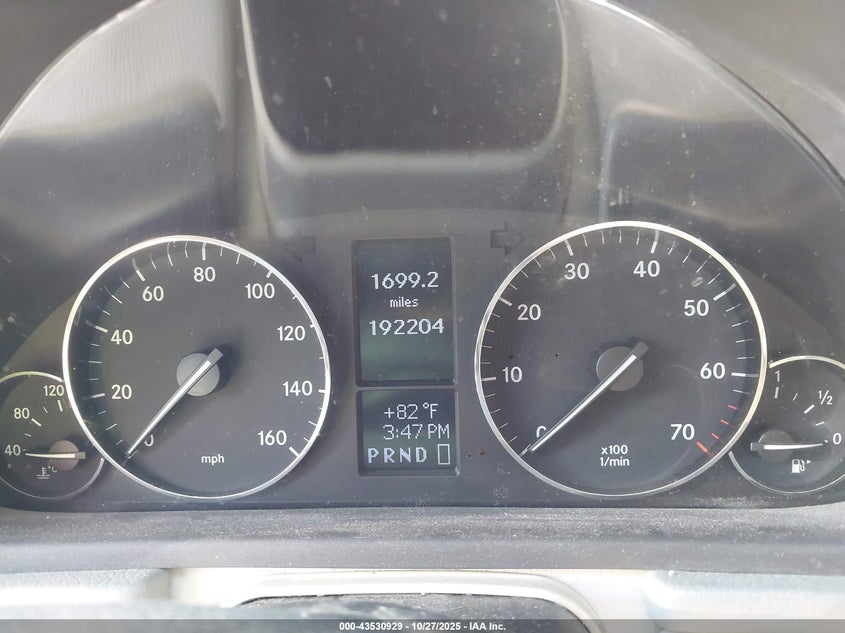 0 20 40 60 80 100 120 140 160
mph
40 80 120
°C
1699.2
miles
192204
+82 °F
3:47 PM
PRND
0 10 20 30 40 50 60 70
x100
1/min
1 1/2 0
000-43530929 - 10/27/2025 - IAA Inc.